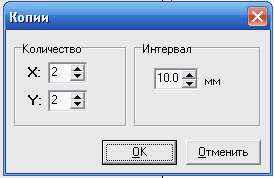 Копии
Количество
X: 2
Y: 2
Интервал
10.0 мм
OK
Отменить